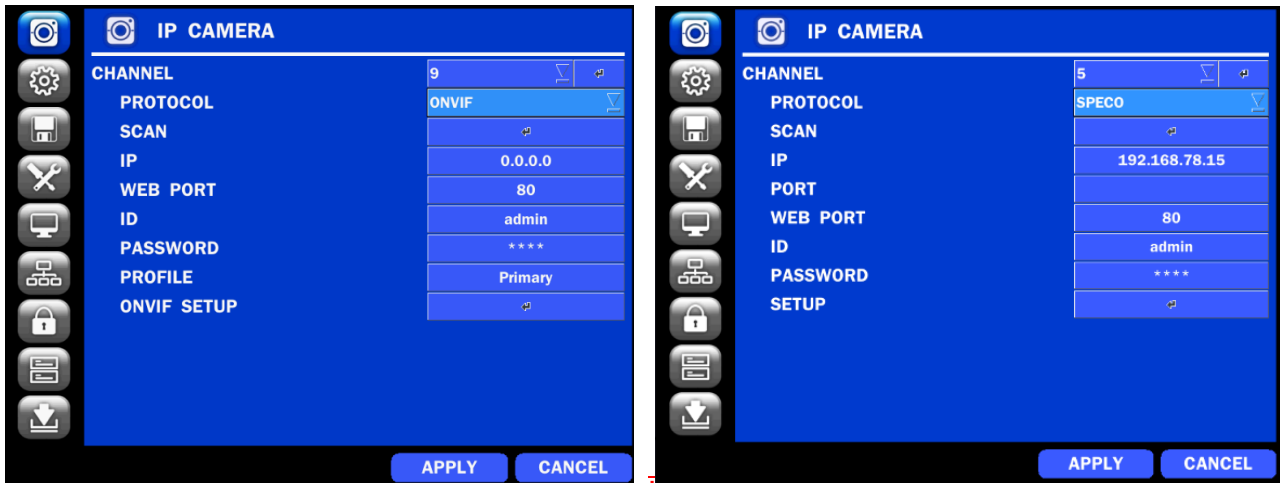 IP CAMERA
CHANNEL 9
PROTOCOL ONVIF
SCAN
IP 0.0.0.0
WEB PORT 80
ID admin
PASSWORD ****
PROFILE Primary
ONVIF SETUP
APPLY CANCEL
IP CAMERA
CHANNEL 5
PROTOCOL SPECO
SCAN
IP 192.168.78.15
PORT
WEB PORT 80
ID admin
PASSWORD ****
SETUP
APPLY CANCEL